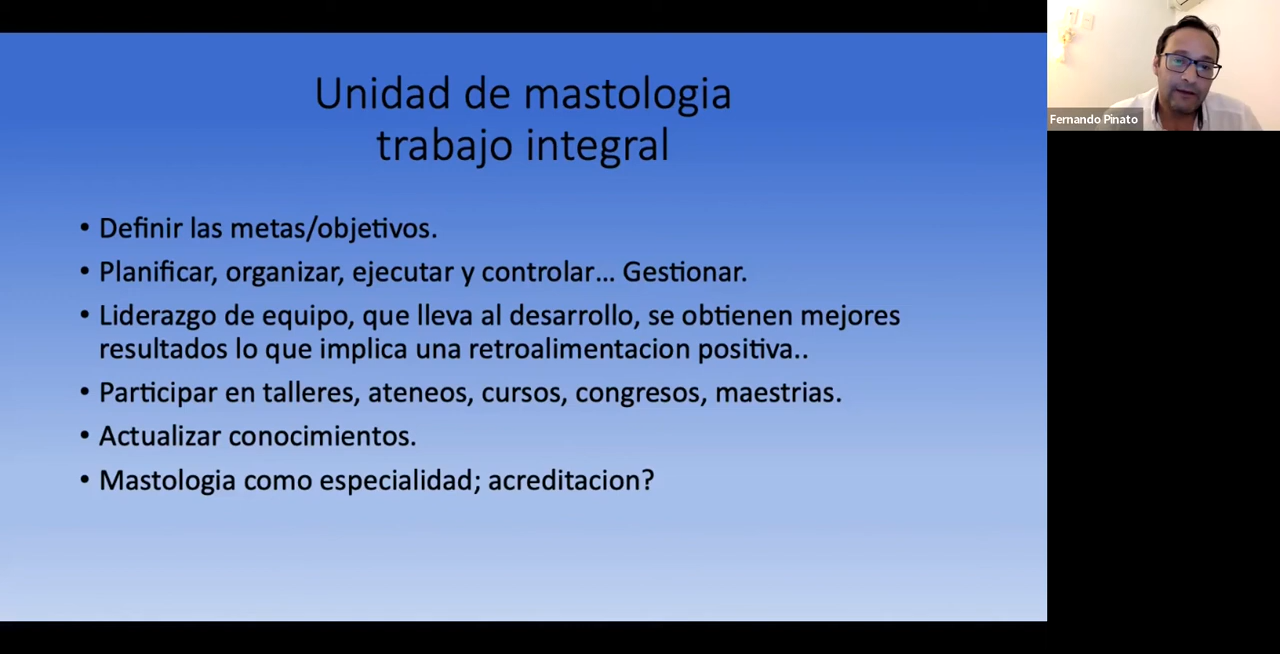 Unidad de mastologia
trabajo integral
• Definir las metas/objetivos.
• Planificar, organizar, ejecutar y controlar... Gestionar.
• Liderazgo de equipo, que lleva al desarrollo, se obtienen mejores
resultados lo que implica una retroalimentacion positiva..
• Participar en talleres, ateneos, cursos, congresos, maestrias.
• Actualizar conocimientos.
• Mastologia como especialidad; acreditacion?
Fernando Pinato